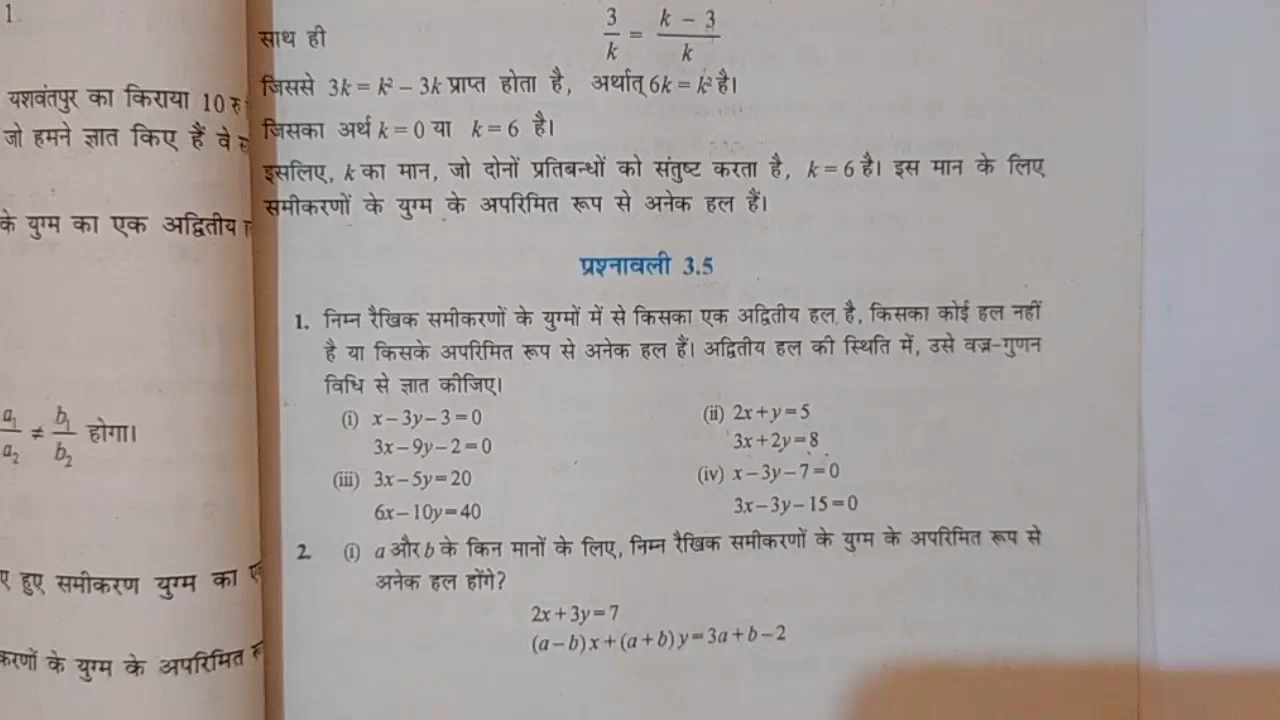 1.
यशवंतपुर का किराया 10 रु
जो हमने ज्ञात किए हैं वे
के युग्म का एक अद्वितीय
a₁/a₂ ≠ b₁/b₂ होगा।
ए हुए समीकरण युग्म का
करणों के युग्म के अपरिमित
साथ ही 3/k = (k − 3)/k
जिससे 3k = k² − 3k प्राप्त होता है, अर्थात् 6k = k² है।
जिसका अर्थ k = 0 या k = 6 है।
इसलिए, k का मान, जो दोनों प्रतिबन्धों को संतुष्ट करता है, k = 6 है। इस मान के लिए
समीकरणों के युग्म के अपरिमित रूप से अनेक हल हैं।
प्रश्नावली 3.5
1. निम्न रैखिक समीकरणों के युग्मों में से किसका एक अद्वितीय हल है, किसका कोई हल नहीं
है या किसके अपरिमित रूप से अनेक हल हैं। अद्वितीय हल की स्थिति में, उसे वज्र-गुणन
विधि से ज्ञात कीजिए।
(i) x − 3y − 3 = 0 (ii) 2x + y = 5
3x − 9y − 2 = 0 3x + 2y = 8
(iii) 3x − 5y = 20 (iv) x − 3y − 7 = 0
6x − 10y = 40 3x − 3y − 15 = 0
2 (i) a और b के किन मानों के लिए, निम्न रैखिक समीकरणों के युग्म के अपरिमित रूप से
अनेक हल होंगे?
2x + 3y = 7
(a − b) x + (a + b) y = 3a + b − 2